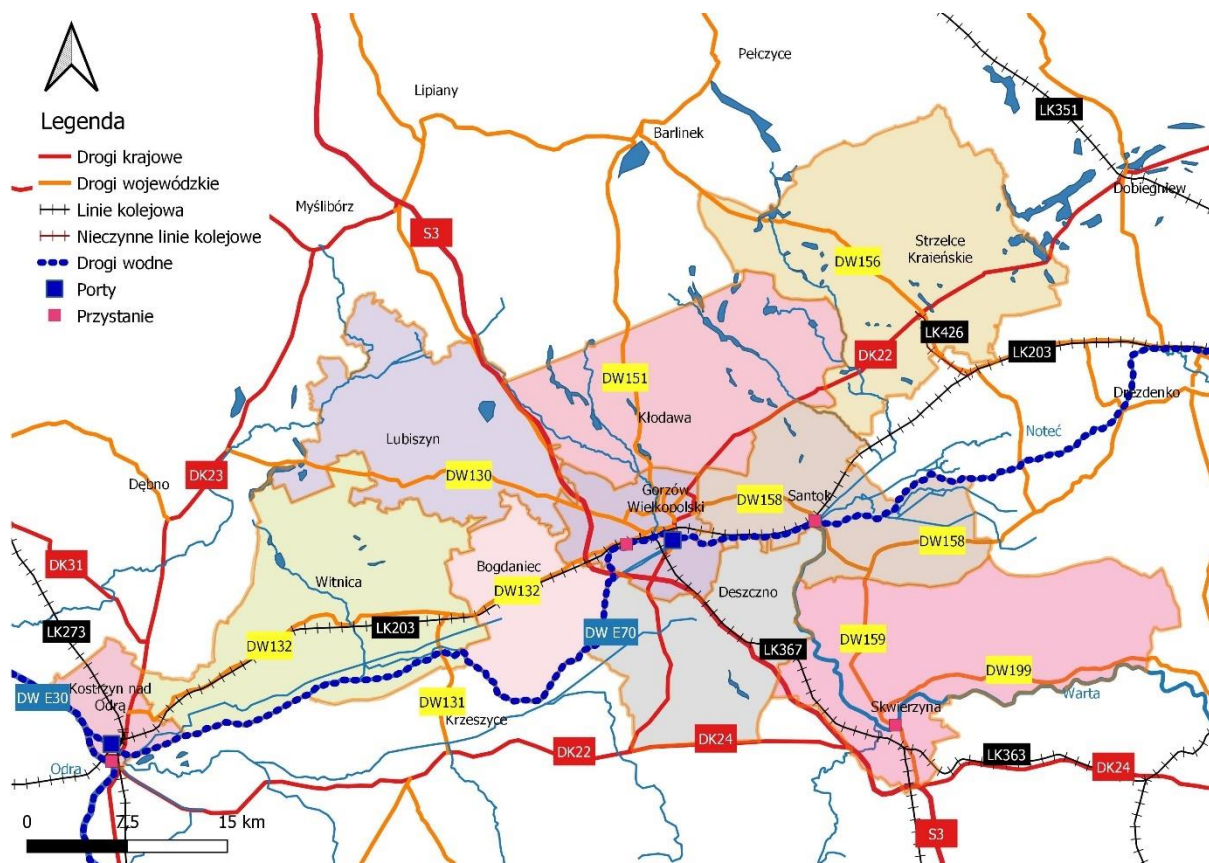 Pełczyce
Lipiany
LK351
Legenda
Barlinek
Drogi krajowe
Drogi wojewódzkie
Dobiegniew
Linie kolejowa
Myślibórz
S3
Nieczynne linie kolejowe
Strzelce
Kraieńskie
Drogi wodne
DW156
Porty
Przystanie
LK426
DK22
LK203
DW151
Drezdenko
Kłodawa
Noteć
Lubiszyn
DK23
DW130
Dębno
Gorzów
Wielkopolski
DW158
Santok
DW158
DK31
Bogdaniec
Witnica
DW132
Deszczno
LK203
DW E70
LK273
DW159
DW132
LK367
DW199
Kostrzyn nad
Odrą
DW E30
Warta
DW131
Skwierzyna
Krzeszyce
DK24
DK22
LK363
Odra
DK24
0 7.5 15 km
S3